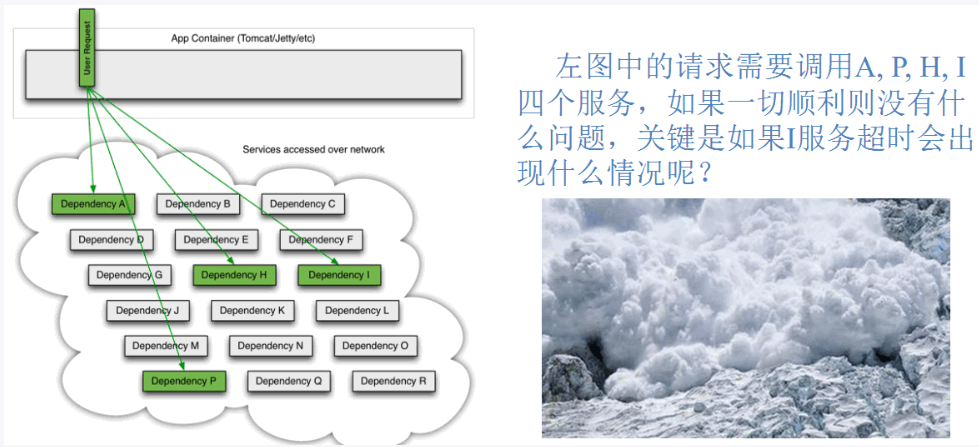 App Container (Tomcat/Jetty/etc)
User Request
Services accessed over network
Dependency A
Dependency B
Dependency C
Dependency D
Dependency E
Dependency F
Dependency G
Dependency H
Dependency I
Dependency J
Dependency K
Dependency L
Dependency M
Dependency N
Dependency O
Dependency P
Dependency Q
Dependency R
左图中的请求需要调用A, P, H, I
四个服务，如果一切顺利则没有什
么问题，关键是如果I服务超时会出
现什么情况呢？